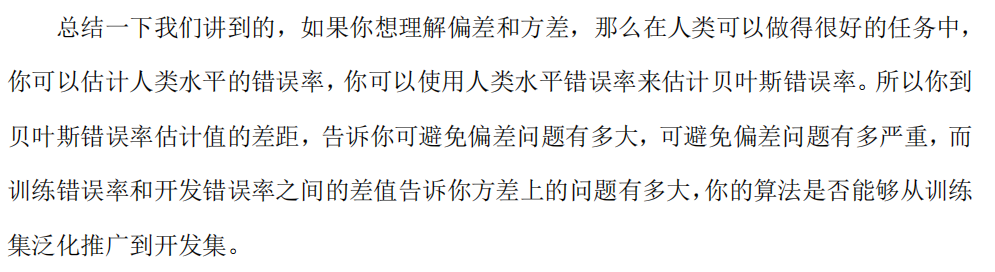 总结一下我们讲到的，如果你想理解偏差和方差，那么在人类可以做得很好的任务中，
你可以估计人类水平的错误率，你可以使用人类水平错误率来估计贝叶斯错误率。所以你到
贝叶斯错误率估计值的差距，告诉你可避免偏差问题有多大，可避免偏差问题有多严重，而
训练错误率和开发错误率之间的差值告诉你方差上的问题有多大，你的算法是否能够从训练
集泛化推广到开发集。